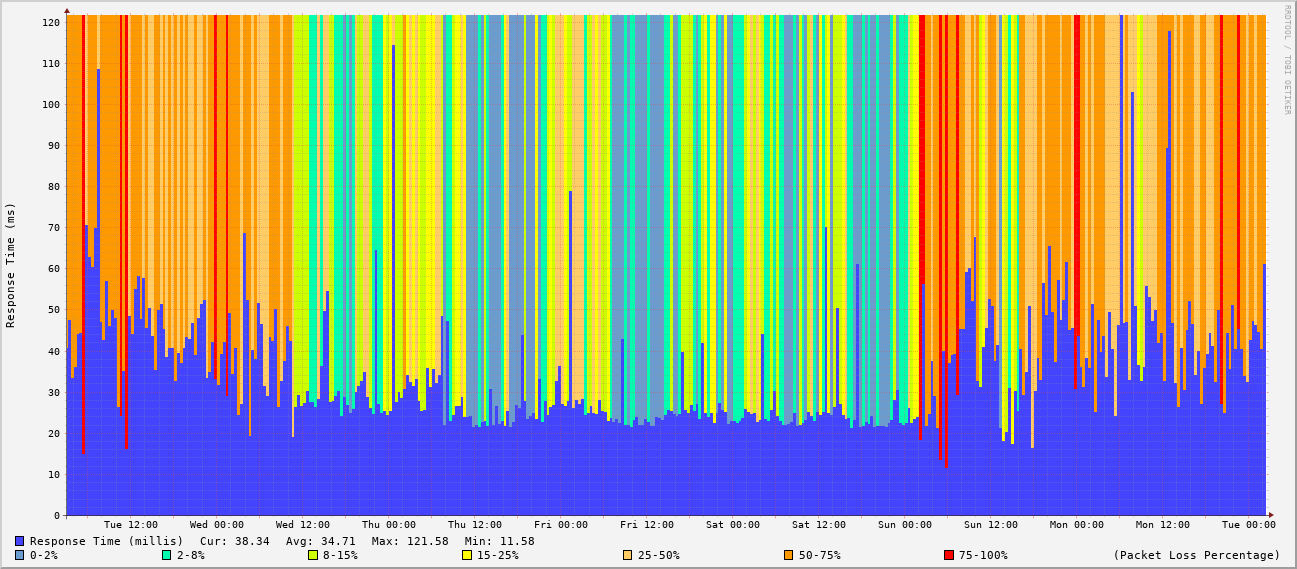 RRDTOOL / TOBI OETIKER
Response Time (ms)
120
110
100
90
80
70
60
50
40
30
20
10
0
Tue 12:00 Wed 00:00 Wed 12:00 Thu 00:00 Thu 12:00 Fri 00:00 Fri 12:00 Sat 00:00 Sat 12:00 Sun 00:00 Sun 12:00 Mon 00:00 Mon 12:00 Tue 00:00
Response Time (millis) Cur: 38.34 Avg: 34.71 Max: 121.58 Min: 11.58
0-2% 2-8% 8-15% 15-25% 25-50% 50-75% 75-100% (Packet Loss Percentage)